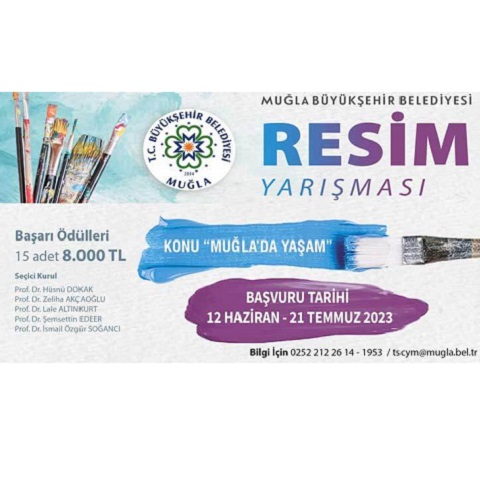 T.C. BÜYÜKŞEHİR BELEDİYESİ
MUĞLA
MUĞLA BÜYÜKŞEHİR BELEDİYESİ
RESİM
YARIŞMASI
Başarı Ödülleri
15 adet 8.000 TL
Seçici Kurul
Prof. Dr. Hüsnü DOKAK
Prof. Dr. Zeliha AKÇAOĞLU
Prof. Dr. Lale ALTINKURT
Prof. Dr. Şemsettin EDEER
Prof. Dr. İsmail Özgür SOĞANCI
KONU “MUĞLA'DA YAŞAM”
BAŞVURU TARİHİ
12 HAZİRAN - 21 TEMMUZ 2023
Bilgi İçin 0252 212 26 14 - 1953 / tscym@mugla.bel.tr